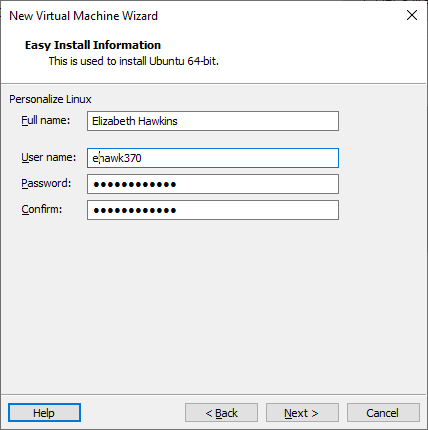 New Virtual Machine Wizard
Easy Install Information
This is used to install Ubuntu 64-bit.
Personalize Linux
Full name: Elizabeth Hawkins
User name: ehawk370
Password: ●●●●●●●●●●●●
Confirm: ●●●●●●●●●●●●
Help < Back Next > Cancel